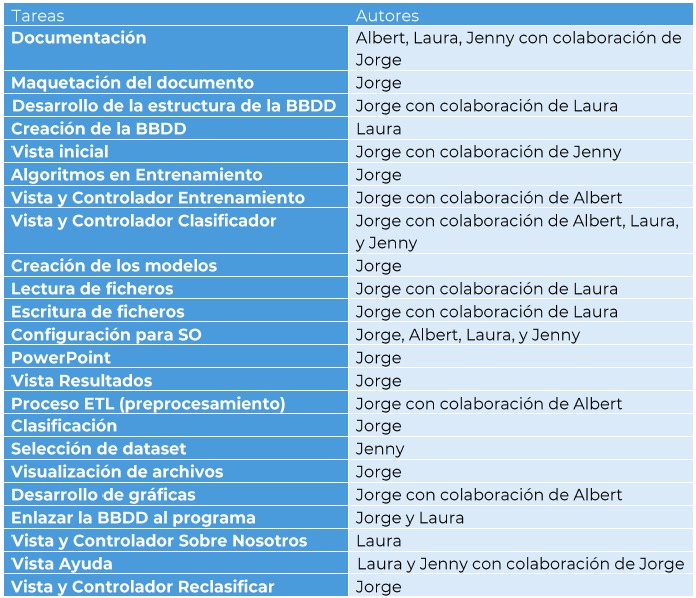 Tareas Autores
Documentación Albert, Laura, Jenny con colaboración de
Jorge
Maquetación del documento Jorge
Desarrollo de la estructura de la BBDD Jorge con colaboración de Laura
Creación de la BBDD Laura
Vista inicial Jorge con colaboración de Jenny
Algoritmos en Entrenamiento Jorge
Vista y Controlador Entrenamiento Jorge con colaboración de Albert
Vista y Controlador Clasificador Jorge con colaboración de Albert, Laura,
y Jenny
Creación de los modelos Jorge
Lectura de ficheros Jorge con colaboración de Laura
Escritura de ficheros Jorge con colaboración de Laura
Configuración para SO Jorge, Albert, Laura, y Jenny
PowerPoint Jorge
Vista Resultados Jorge
Proceso ETL (preprocesamiento) Jorge con colaboración de Albert
Clasificación Jorge
Selección de dataset Jenny
Visualización de archivos Jorge
Desarrollo de gráficas Jorge con colaboración de Albert
Enlazar la BBDD al programa Jorge y Laura
Vista y Controlador Sobre Nosotros Laura
Vista Ayuda Laura y Jenny con colaboración de Jorge
Vista y Controlador Reclasificar Jorge